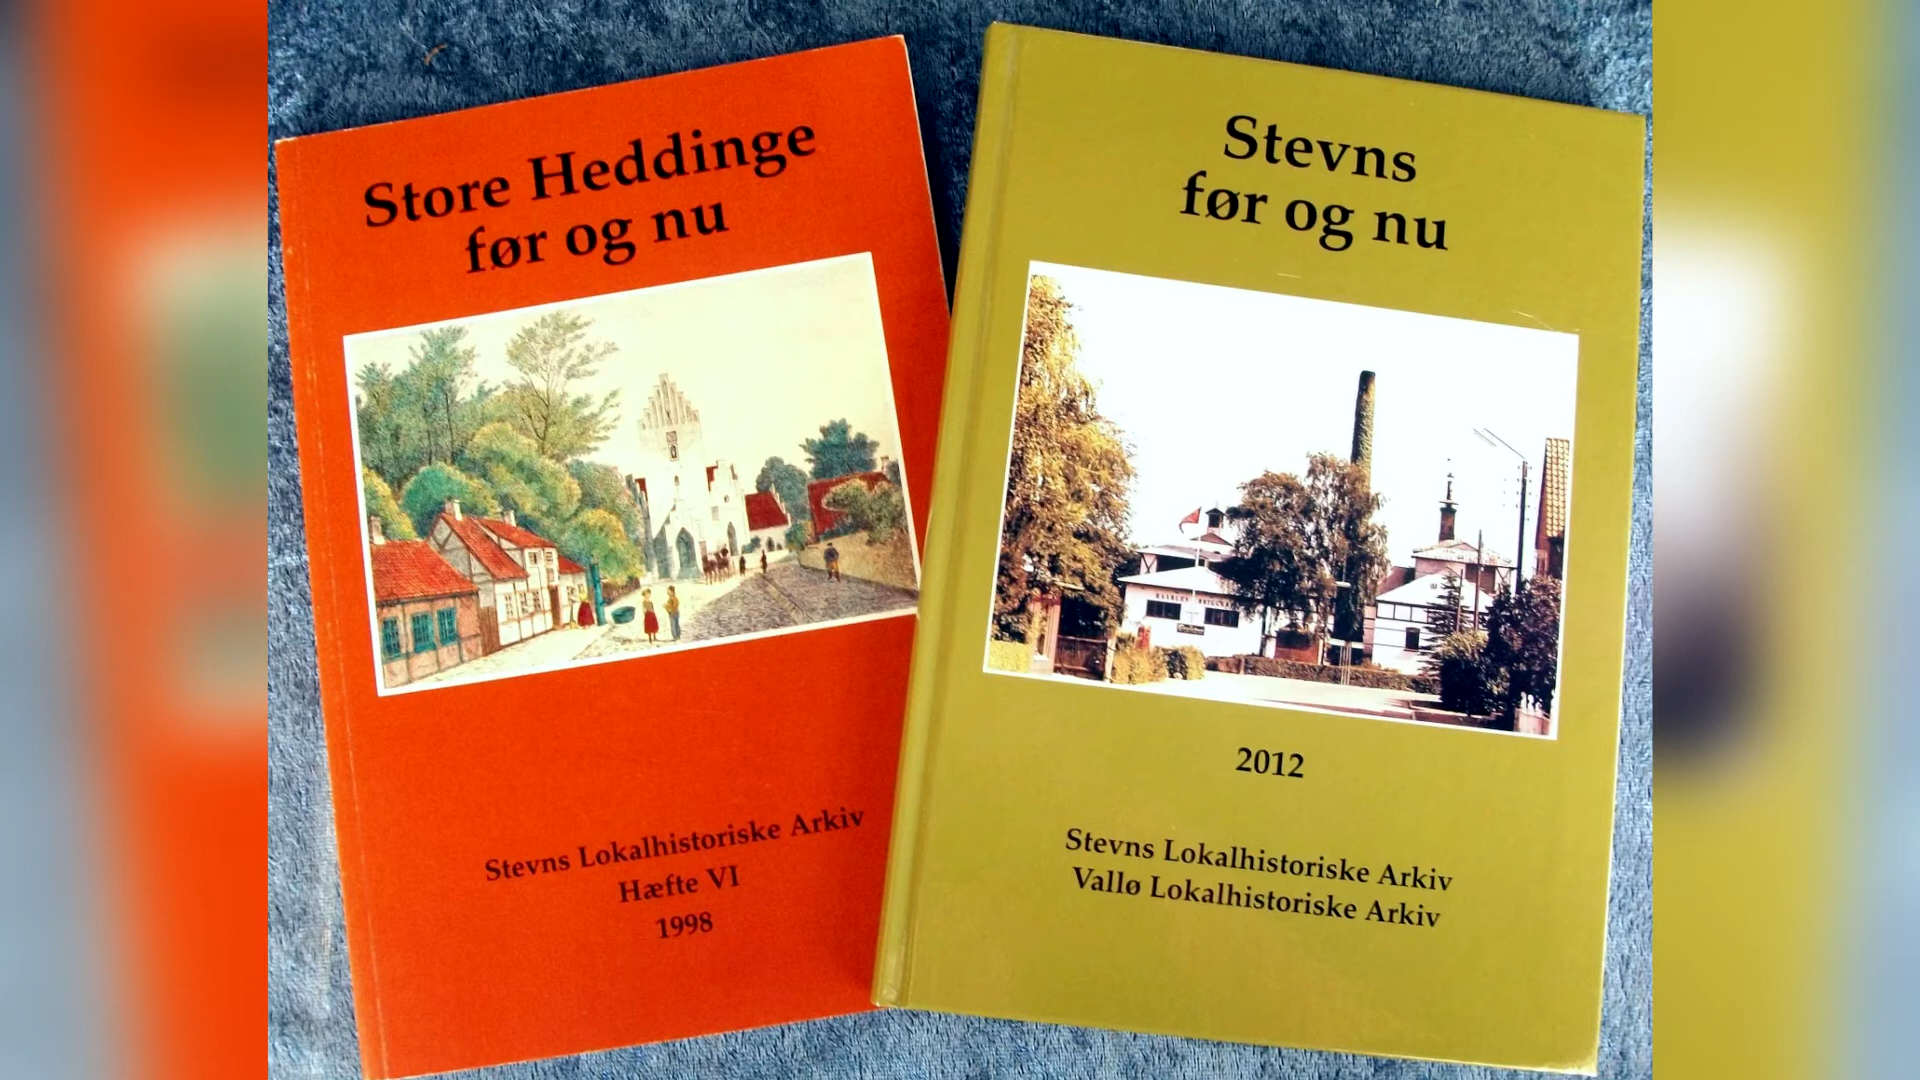 Store Heddinge
før og nu
Stevns Lokalhistoriske Arkiv
Hæfte VI
1998
Stevns
før og nu
2012
Stevns Lokalhistoriske Arkiv
Vallø Lokalhistoriske Arkiv